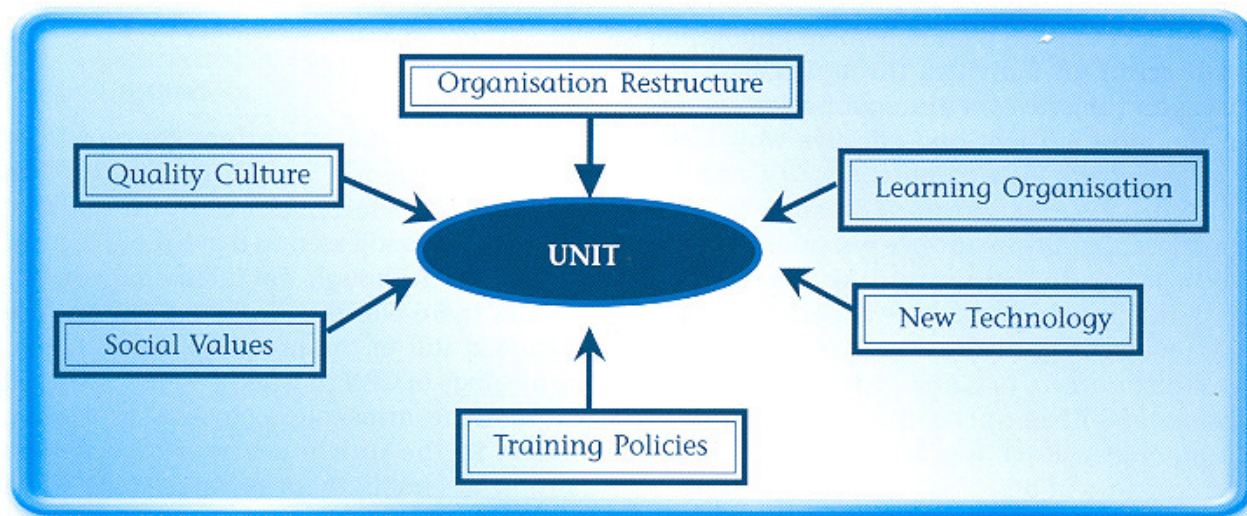 Organisation Restructure
Quality Culture
Learning Organisation
UNIT
New Technology
Social Values
Training Policies